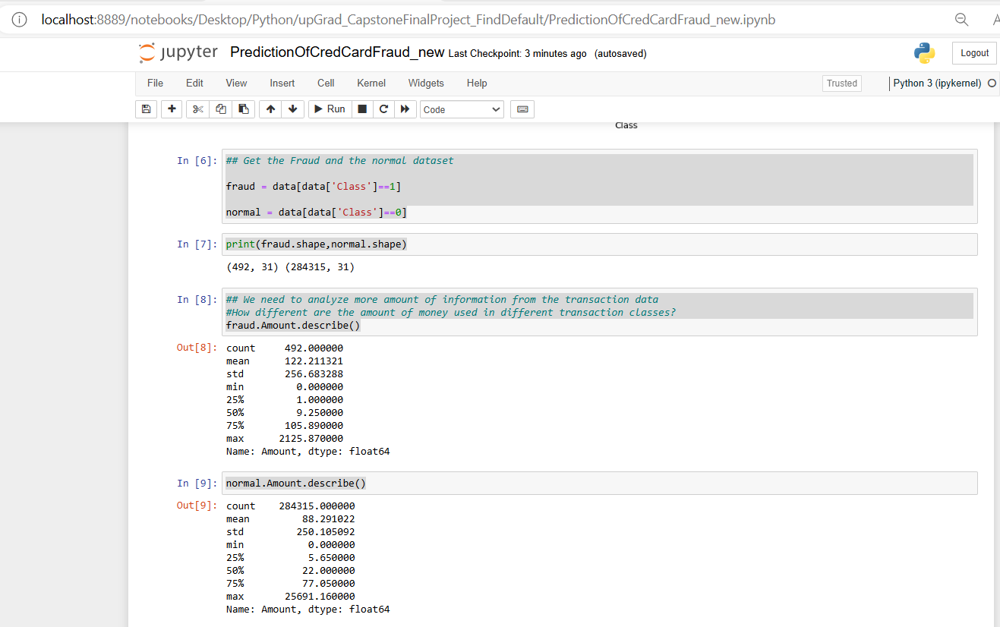 localhost:8889/notebooks/Desktop/Python/upGrad_CapstoneFinalProject_FindDefault/PredictionOfCredCardFraud_new.ipynb
jupyter PredictionOfCredCardFraud_new Last Checkpoint: 3 minutes ago (autosaved)
Logout
File Edit View Insert Cell Kernel Widgets Help
Trusted
Python 3 (ipykernel)
Run
Code
Class
In [6]: ## Get the Fraud and the normal dataset
fraud = data[data['Class']==1]
normal = data[data['Class']==0]
In [7]: print(fraud.shape,normal.shape)
(492, 31) (284315, 31)
In [8]: ## We need to analyze more amount of information from the transaction data
#How different are the amount of money used in different transaction classes?
fraud.Amount.describe()
Out[8]: count 492.000000
mean 122.211321
std 256.683288
min 0.000000
25% 1.000000
50% 9.250000
75% 105.890000
max 2125.870000
Name: Amount, dtype: float64
In [9]: normal.Amount.describe()
Out[9]: count 284315.000000
mean 88.291022
std 250.105092
min 0.000000
25% 5.650000
50% 22.000000
75% 77.050000
max 25691.160000
Name: Amount, dtype: float64